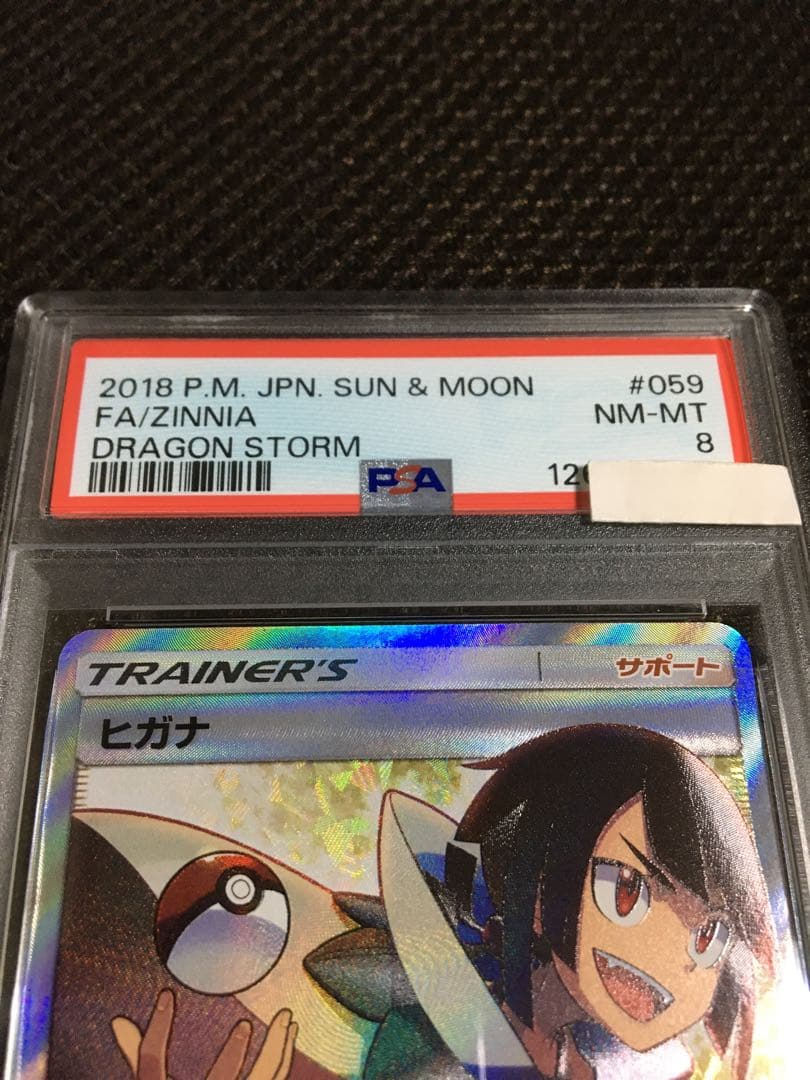 2018 P.M. JPN. SUN & MOON #059
FA/ZINNIA NM-MT
DRAGON STORM 8
PSA
TRAINER'S サポート
ヒガナ